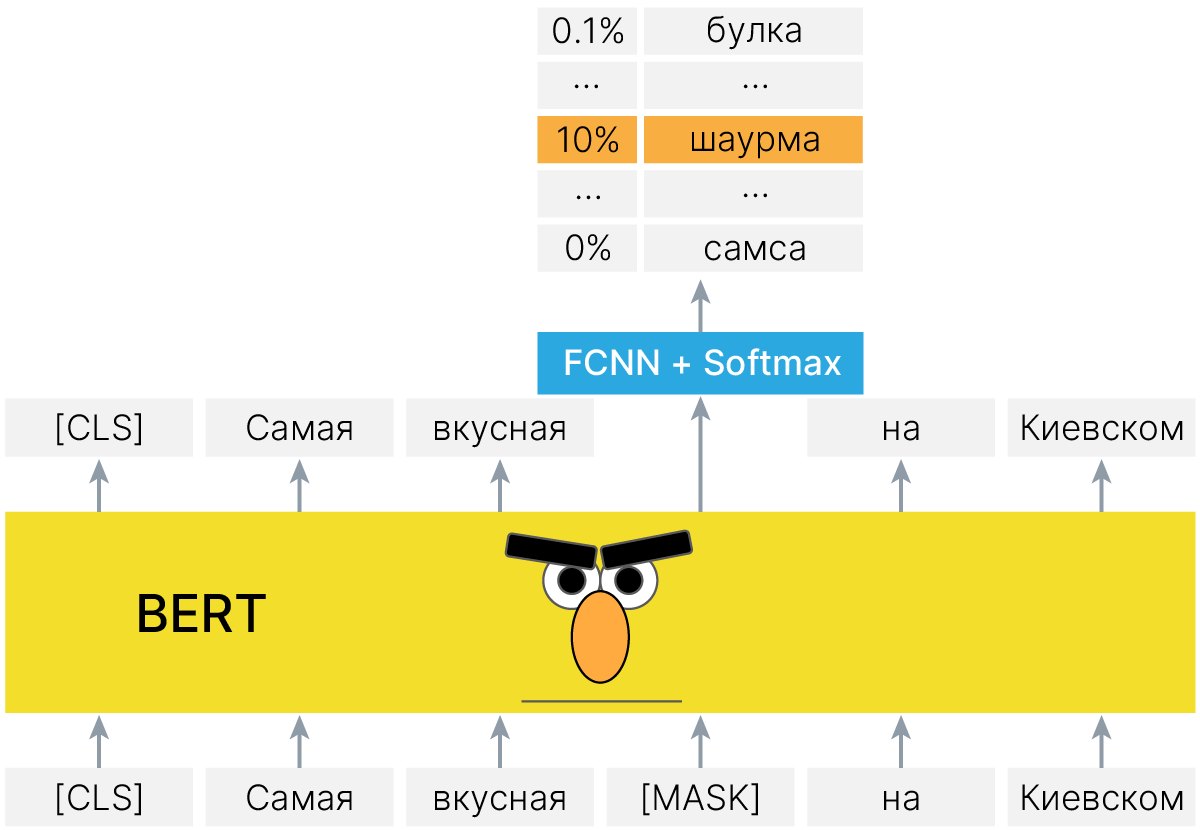 0.1% булка
... ...
10% шаурма
... ...
0% самса
FCNN + Softmax
[CLS] Самая вкусная на Киевском
BERT
[CLS] Самая вкусная [MASK] на Киевском